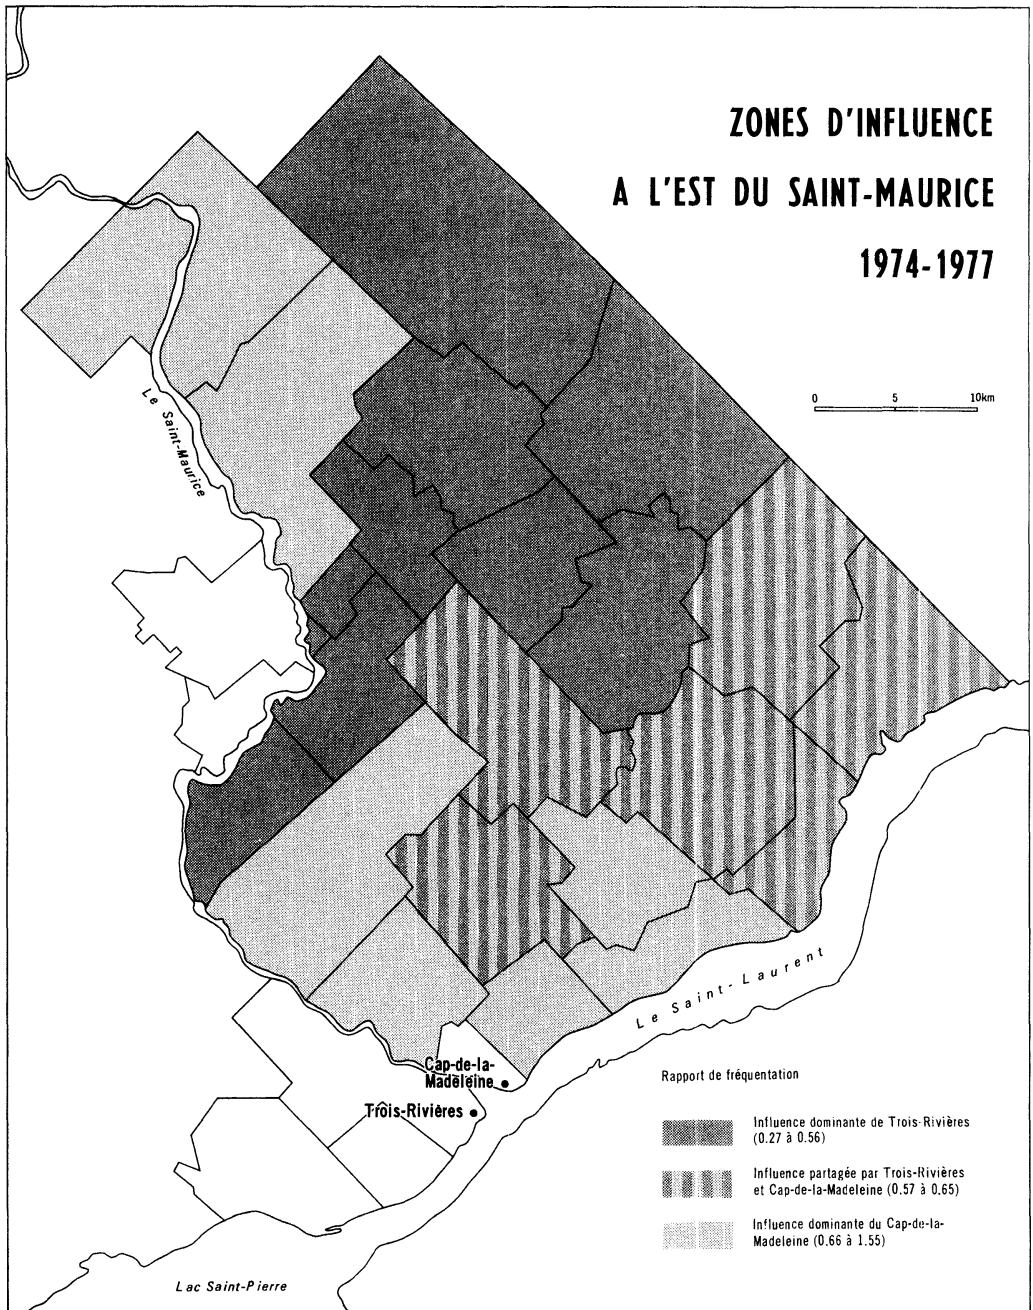 ZONES D'INFLUENCE
A L'EST DU SAINT-MAURICE
1974-1977
0 5 10km
Le Saint-Maurice
Le Saint-Laurent
Cap-de-la-
Madeleine
Trois-Rivières
Lac Saint-Pierre
Rapport de fréquentation
Influence dominante de Trois-Rivières
(0.27 à 0.56)
Influence partagée par Trois-Rivières
et Cap-de-la-Madeleine (0.57 à 0.65)
Influence dominante du Cap-de-la-
Madeleine (0.66 à 1.55)